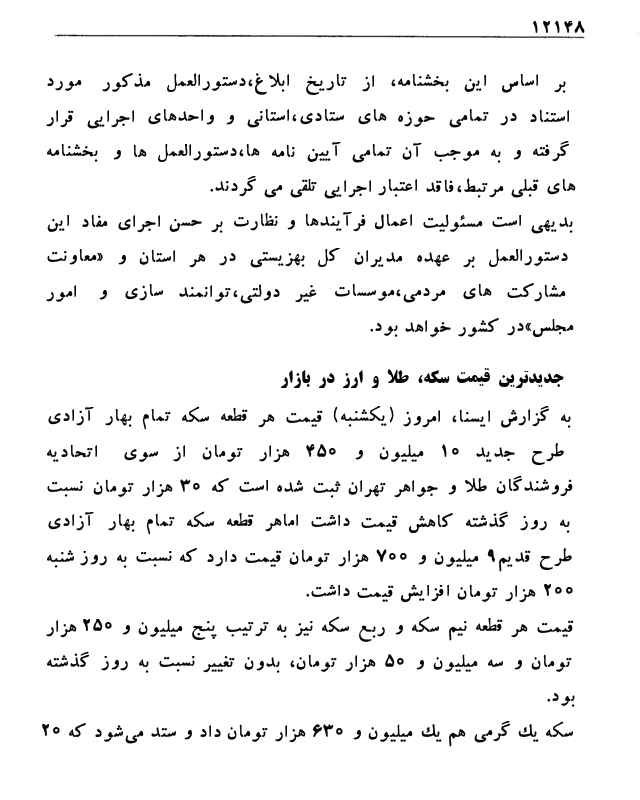 ۱۲۱۴۸
بر اساس این بخشنامه، از تاریخ ابلاغ،دستورالعمل مذکور مورد
استناد در تمامی حوزه های ستادی،استانی و واحدهای اجرایی قرار
گرفته و به موجب آن تمامی آیین نامه ها،دستورالعمل ها و بخشنامه
های قبلی مرتبط،فاقد اعتبار اجرایی تلقی می گردند.
بدیهی است مسئولیت اعمال فرآیندها و نظارت بر حسن اجرای مفاد این
دستورالعمل بر عهده مدیران کل بهزیستی در هر استان و «معاونت
مشارکت های مردمی،موسسات غیر دولتی،توانمند سازی و امور
مجلس»در کشور خواهد بود.
جدیدترین قیمت سکه، طلا و ارز در بازار
به گزارش ایسنا، امروز (یکشنبه) قیمت هر قطعه سکه تمام بهار آزادی
طرح جدید ۱۰ میلیون و ۴۵۰ هزار تومان از سوی اتحادیه
فروشندگان طلا و جواهر تهران ثبت شده است که ۳۰ هزار تومان نسبت
به روز گذشته کاهش قیمت داشت اماهر قطعه سکه تمام بهار آزادی
طرح قدیم۹ میلیون و ۷۰۰ هزار تومان قیمت دارد که نسبت به روز شنبه
۲۰۰ هزار تومان افزایش قیمت داشت.
قیمت هر قطعه نیم سکه و ربع سکه نیز به ترتیب پنج میلیون و ۲۵۰ هزار
تومان و سه میلیون و ۵۰ هزار تومان، بدون تغییر نسبت به روز گذشته
بود.
سکه یك گرمی هم یك میلیون و ۶۳۰ هزار تومان داد و ستد می‌شود که ۲۰